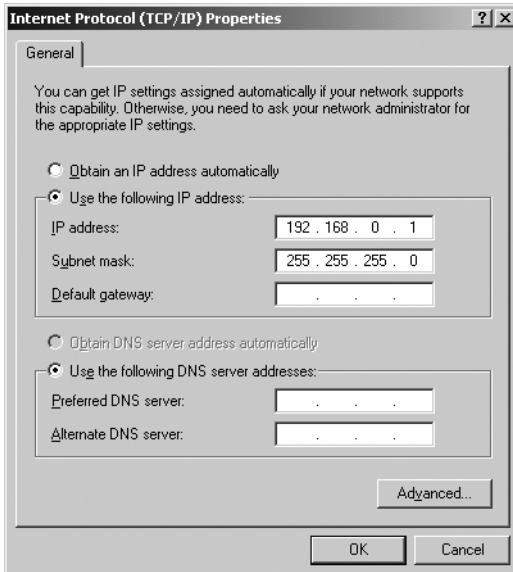 Internet Protocol (TCP/IP) Properties ? X
General
You can get IP settings assigned automatically if your network supports
this capability. Otherwise, you need to ask your network administrator for
the appropriate IP settings.
Obtain an IP address automatically
Use the following IP address:
IP address: 192 . 168 . 0 . 1
Subnet mask: 255 . 255 . 255 . 0
Default gateway: . . .
Obtain DNS server address automatically
Use the following DNS server addresses:
Preferred DNS server: . . .
Alternate DNS server: . . .
Advanced...
OK Cancel